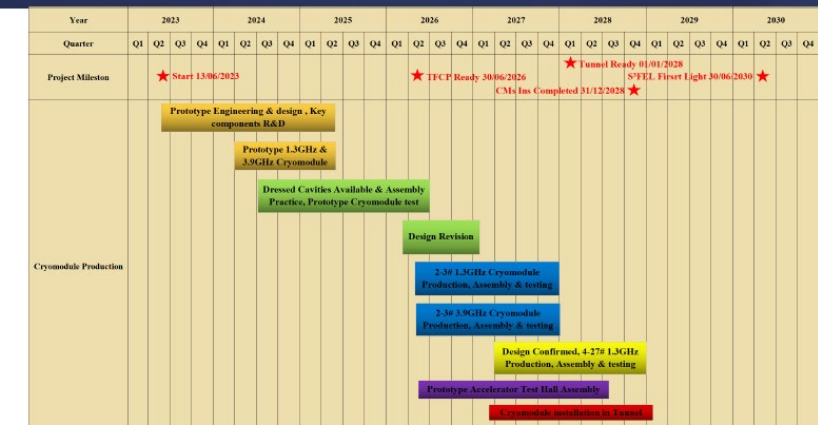 Year 2023 2024 2025 2026 2027 2028 2029 2030
Quarter Q1 Q2 Q3 Q4 Q1 Q2 Q3 Q4 Q1 Q2 Q3 Q4 Q1 Q2 Q3 Q4 Q1 Q2 Q3 Q4 Q1 Q2 Q3 Q4 Q1 Q2 Q3 Q4 Q1 Q2 Q3 Q4
Tunnel Ready 01/01/2028
Project Mileston Start 13/06/2023 TFCP Ready 30/06/2026 S³FEL Firsrt Light 30/06/2030
CMs Ins Completed 31/12/2028
Prototype Engineering & design , Key
components R&D
Prototype 1.3GHz &
3.9GHz Cryomodule
Dressed Cavities Available & Assembly
Practice, Prototype Cryomodule test
Design Revision
Cryomodule Production
2-3# 1.3GHz Cryomodule
Production, Assembly & testing
2-3# 3.9GHz Cryomodule
Production, Assembly & testing
Design Confirmed, 4-27# 1.3GHz
Production, Assembly & testing
Prototype Accelerator Test Hall Assembly
Cryomodule installation in Tunnel